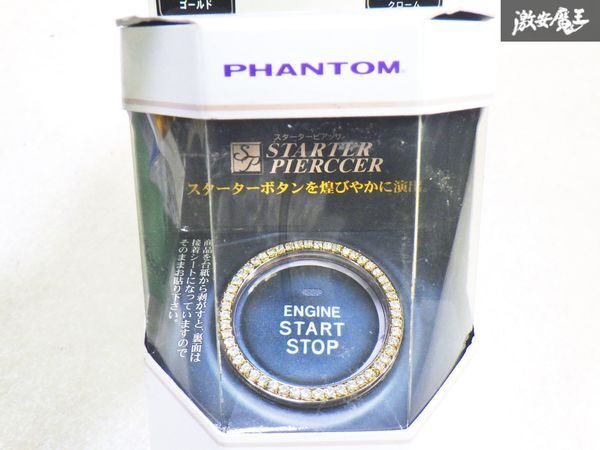 ゴールド
クローム
激安魔王
PHANTOM
スターターピアッサー
SP
STARTER
PIERCCER
スターターボタンを煌びやかに演出。
商品を台紙から剥がすと、裏面は
接着シートになっていますので
そのままお貼り下さい。
ENGINE
START
STOP